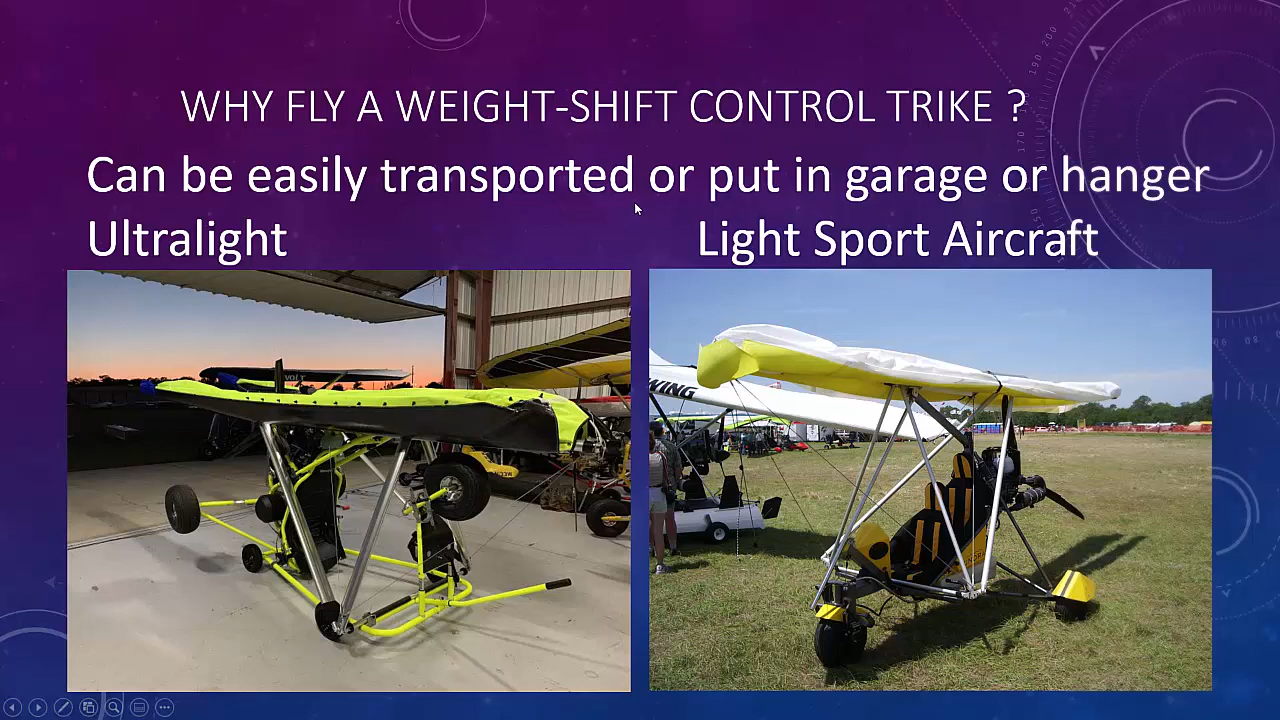 WHY FLY A WEIGHT-SHIFT CONTROL TRIKE ?
Can be easily transported or put in garage or hanger
Ultralight
Light Sport Aircraft
WING